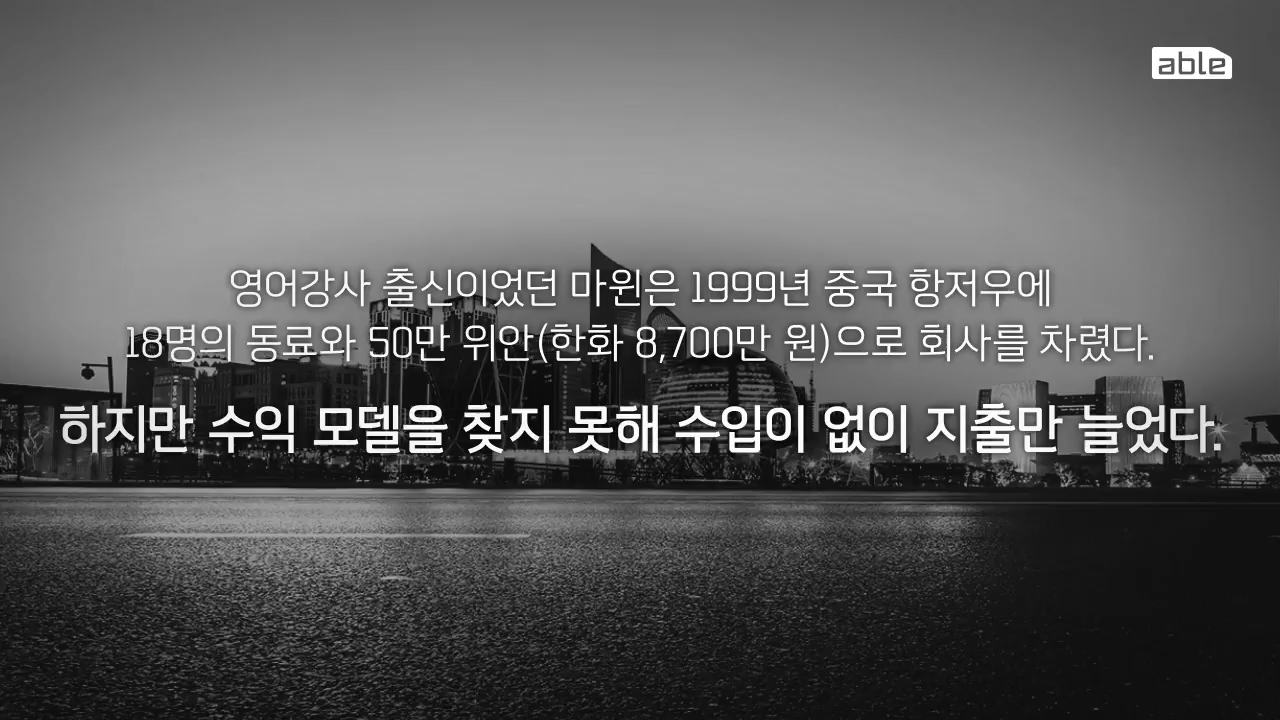 able
영어강사 출신이었던 마윈은 1999년 중국 항저우에
18명의 동료와 50만 위안(한화 8,700만 원)으로 회사를 차렸다.
하지만 수익 모델을 찾지 못해 수입이 없이 지출만 늘었다.